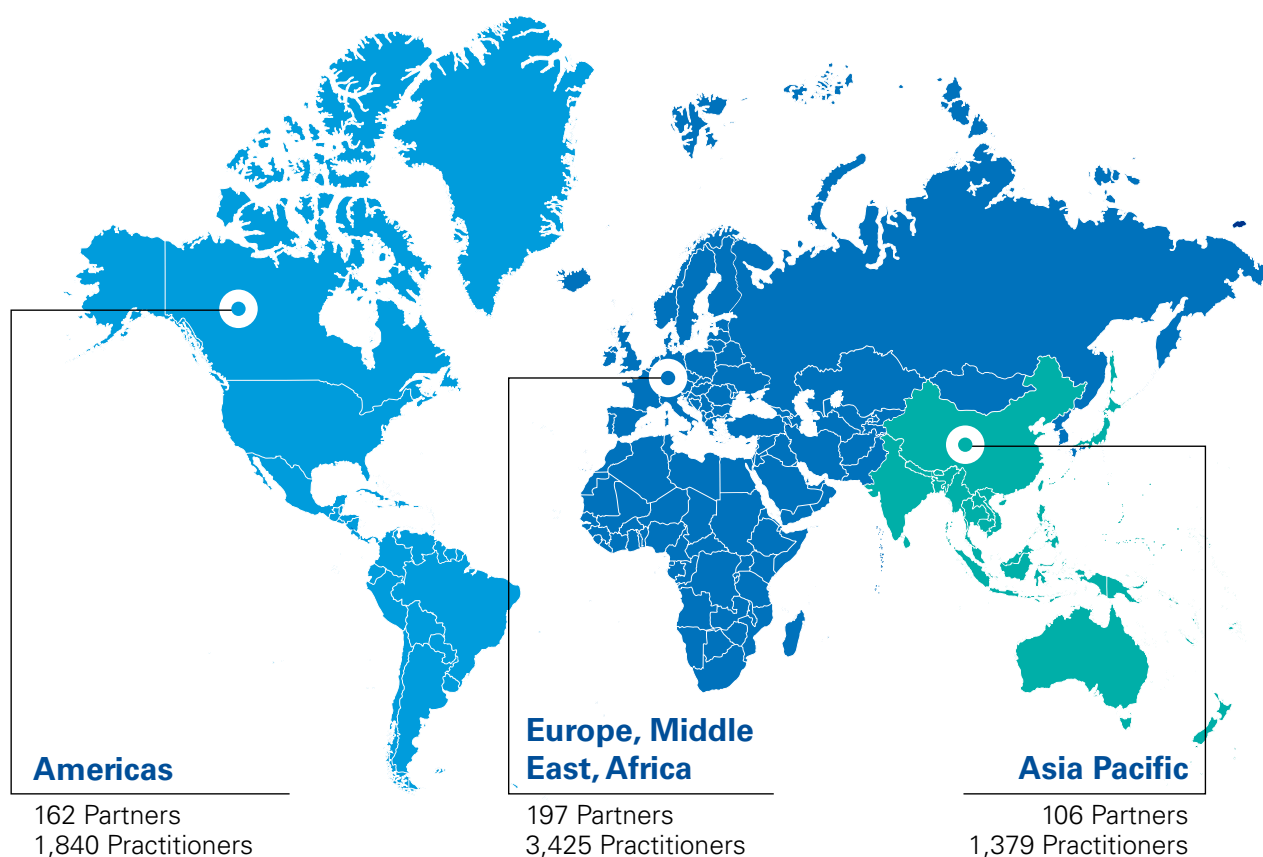 Americas
162 Partners
1,840 Practitioners
Europe, Middle
East, Africa
197 Partners
3,425 Practitioners
Asia Pacific
106 Partners
1,379 Practitioners